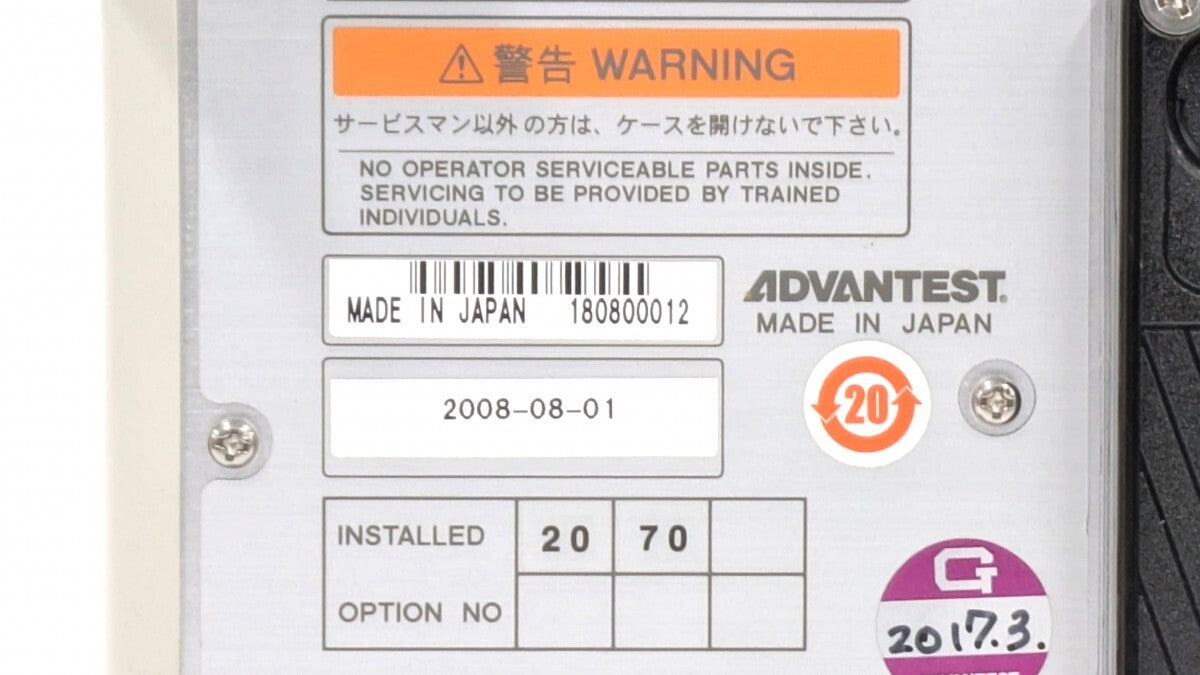 ⚠警告 WARNING
サービスマン以外の方は、ケースを開けないで下さい。
NO OPERATOR SERVICEABLE PARTS INSIDE.
SERVICING TO BE PROVIDED BY TRAINED
INDIVIDUALS.
MADE IN JAPAN 180800012
ADVANTEST®
MADE IN JAPAN
2008-08-01
20
INSTALLED 20 70
OPTION NO
G
2017.3.